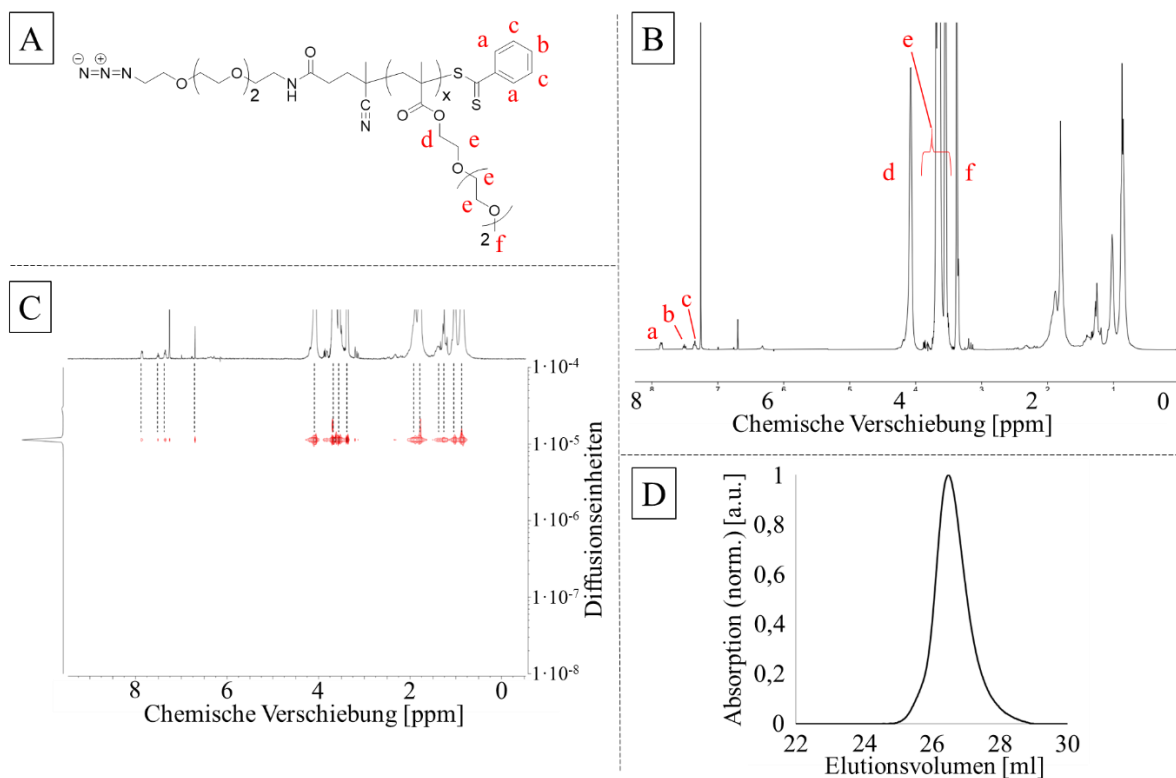 A
⊖ ⊕
N=N=N
O
O
2
N
H
O
C
N
x
S
S
O
O
O
O
2
a
c
b
c
a
d
e
e
e
f
B
e
d
f
a
b
c
8 6 4 2 0
Chemische Verschiebung [ppm]
C
1·10⁻⁴
1·10⁻⁵
1·10⁻⁶
1·10⁻⁷
1·10⁻⁸
Diffusionseinheiten
8 6 4 2 0
Chemische Verschiebung [ppm]
D
Absorption (norm.) [a.u.]
1
0,8
0,6
0,4
0,2
0
22 24 26 28 30
Elutionsvolumen [ml]